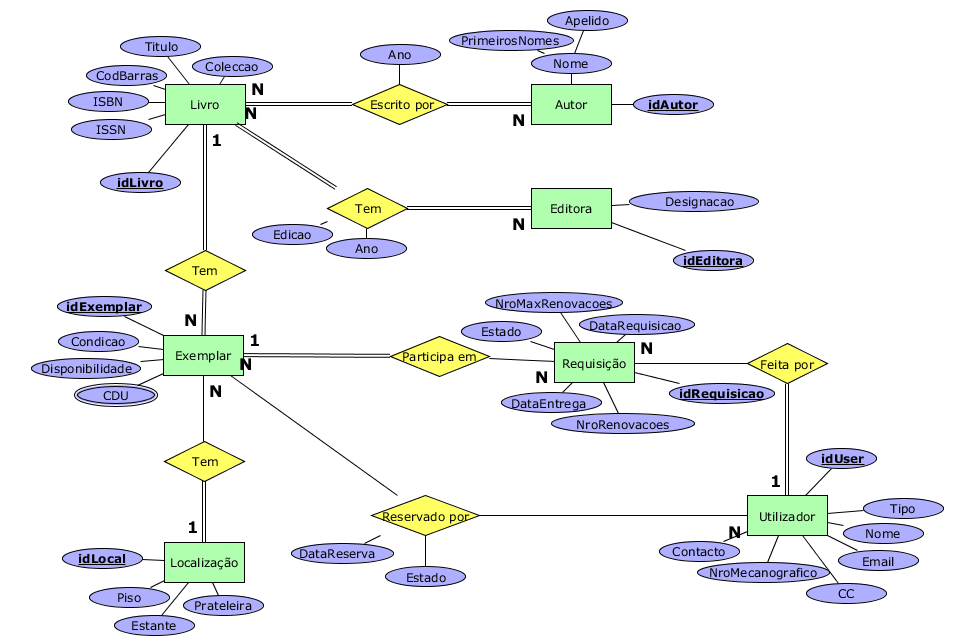 Apelido
Titulo
PrimeirosNomes
Ano
Nome
Coleccao
CodBarras
N
ISBN
Livro
Escrito por
Autor
idAutor
N
N
ISSN
1
idLivro
Designacao
Tem
Editora
N
Edicao
Ano
idEditora
Tem
idExemplar
NroMaxRenovacoes
N
DataRequisicao
Estado
Condicao
1
N
Exemplar
Participa em
Requisição
Feita por
N
Disponibilidade
N
N
CDU
DataEntrega
idRequisicao
NroRenovacoes
idUser
Tem
1
Tipo
1
Reservado por
Utilizador
N
Nome
DataReserva
Contacto
idLocal
Localização
Email
NroMecanografico
Estado
CC
Piso
Prateleira
Estante